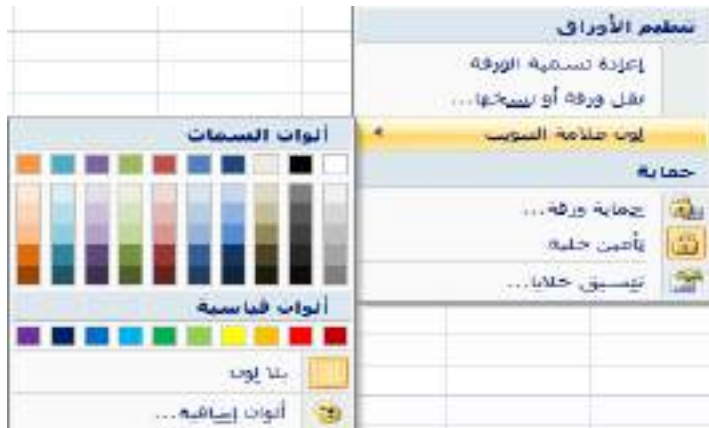 تنظيم الأوراق
إعادة تسمية الورقة
نقل ورقة أو نسخها...
لون علامة التبويب
حماية
حماية ورقة...
تأمين خلية
تنسيق خلايا...
ألوان السمات
ألوان قياسية
بلا لون
ألوان إضافية...